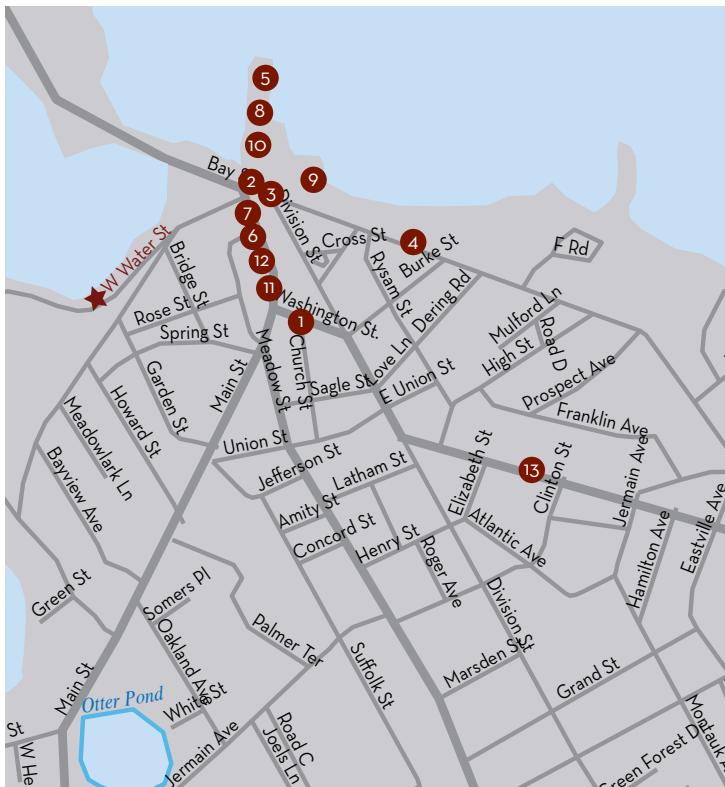 5
8
10
Bay
2
3
9
7
Division St.
6
Cross St
4
Burke St
F Rd
W Water St
12
Bridge St
Rysam St
11
Washington St.
Dering Rd
Rose St
1
Mulford Ln
Spring St
Road D
High St
Church St
Meadow St
Love Ln
Main St
Garden St
Sagle St
E Union St
Prospect Ave
Howard St
Franklin Ave
Meadowlark Ln
Union St
Bayview Ave
Jefferson St
Latham St
Elizabeth St
13
Clinton St
Jermain Ave
Amity St
Concord St
Henry St
Atlantic Ave
Eastville Ave
Roger Ave
Hamilton Ave
Green St
Somers Pl
Division St
Palmer Ter
Oakland Ave
Suffolk St
Marsden St
Grand St
Main St
Otter Pond
White St
Montauk A
St
W He
Jermain Ave
Road C
Joels Ln
Green Forest D